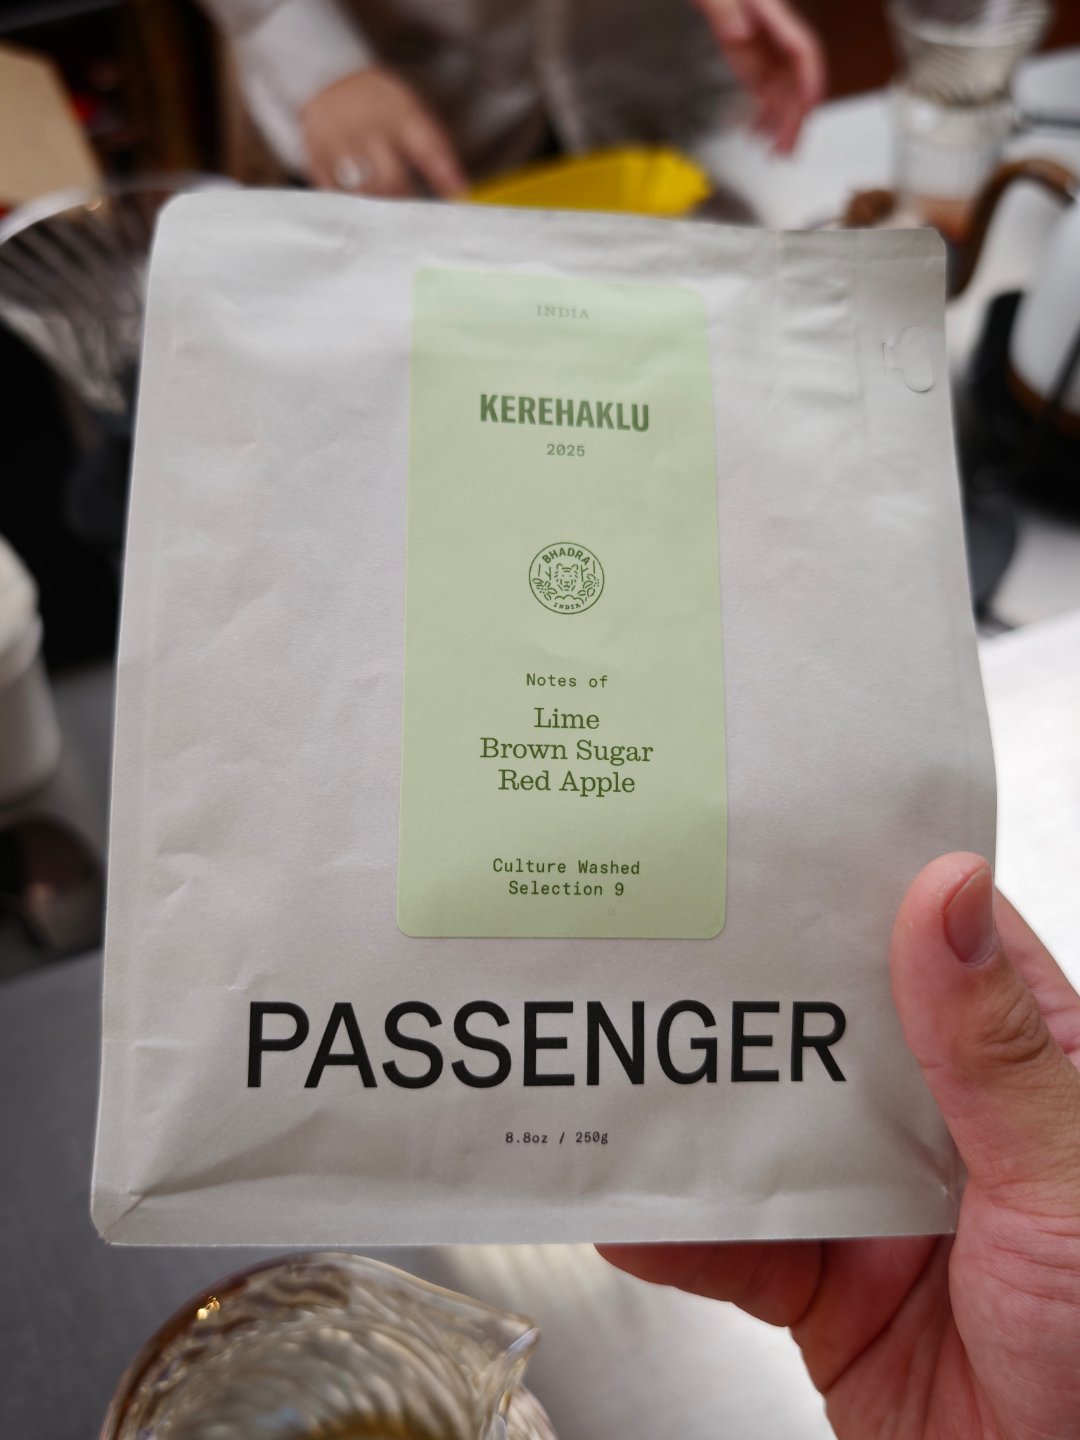 INDIA
KEREHAKLU
2025
BHADRA
INDIA
Notes of
Lime
Brown Sugar
Red Apple
Culture Washed
Selection 9
PASSENGER
8.8oz / 250g